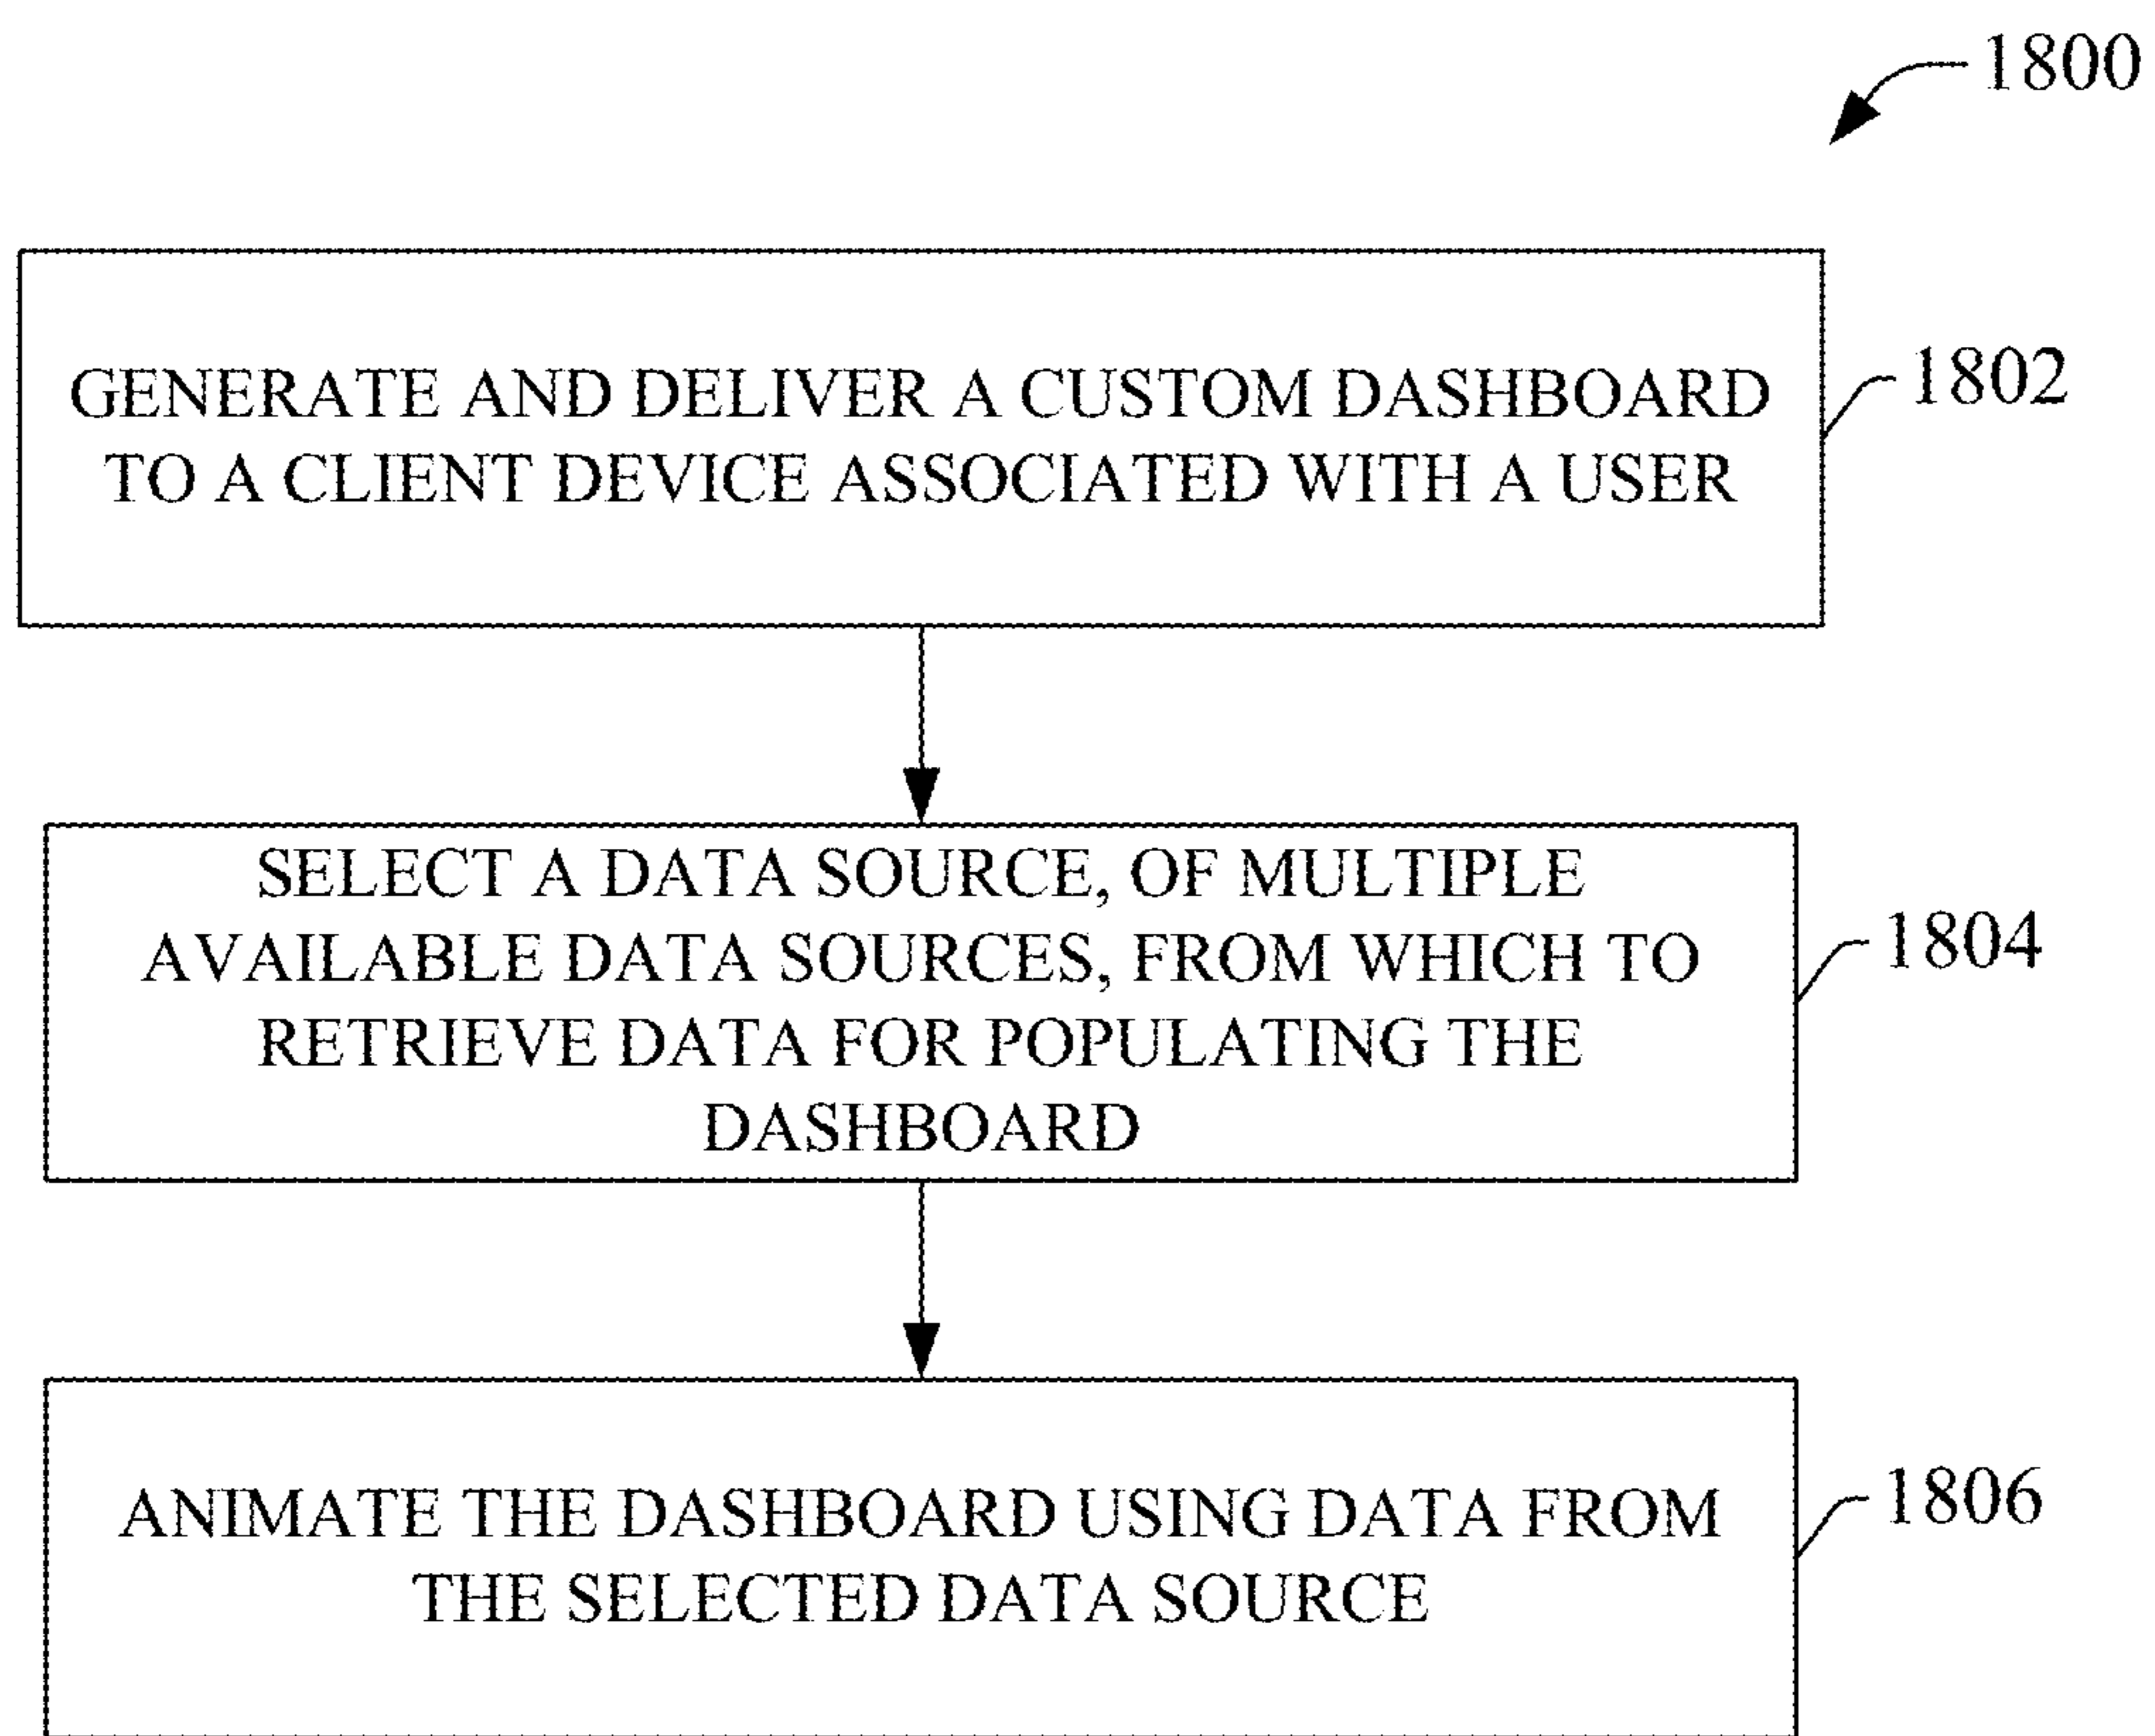 1800
GENERATE AND DELIVER A CUSTOM DASHBOARD
TO A CLIENT DEVICE ASSOCIATED WITH A USER
1802
SELECT A DATA SOURCE, OF MULTIPLE
AVAILABLE DATA SOURCES, FROM WHICH TO
RETRIEVE DATA FOR POPULATING THE
DASHBOARD
1804
ANIMATE THE DASHBOARD USING DATA FROM
THE SELECTED DATA SOURCE
1806